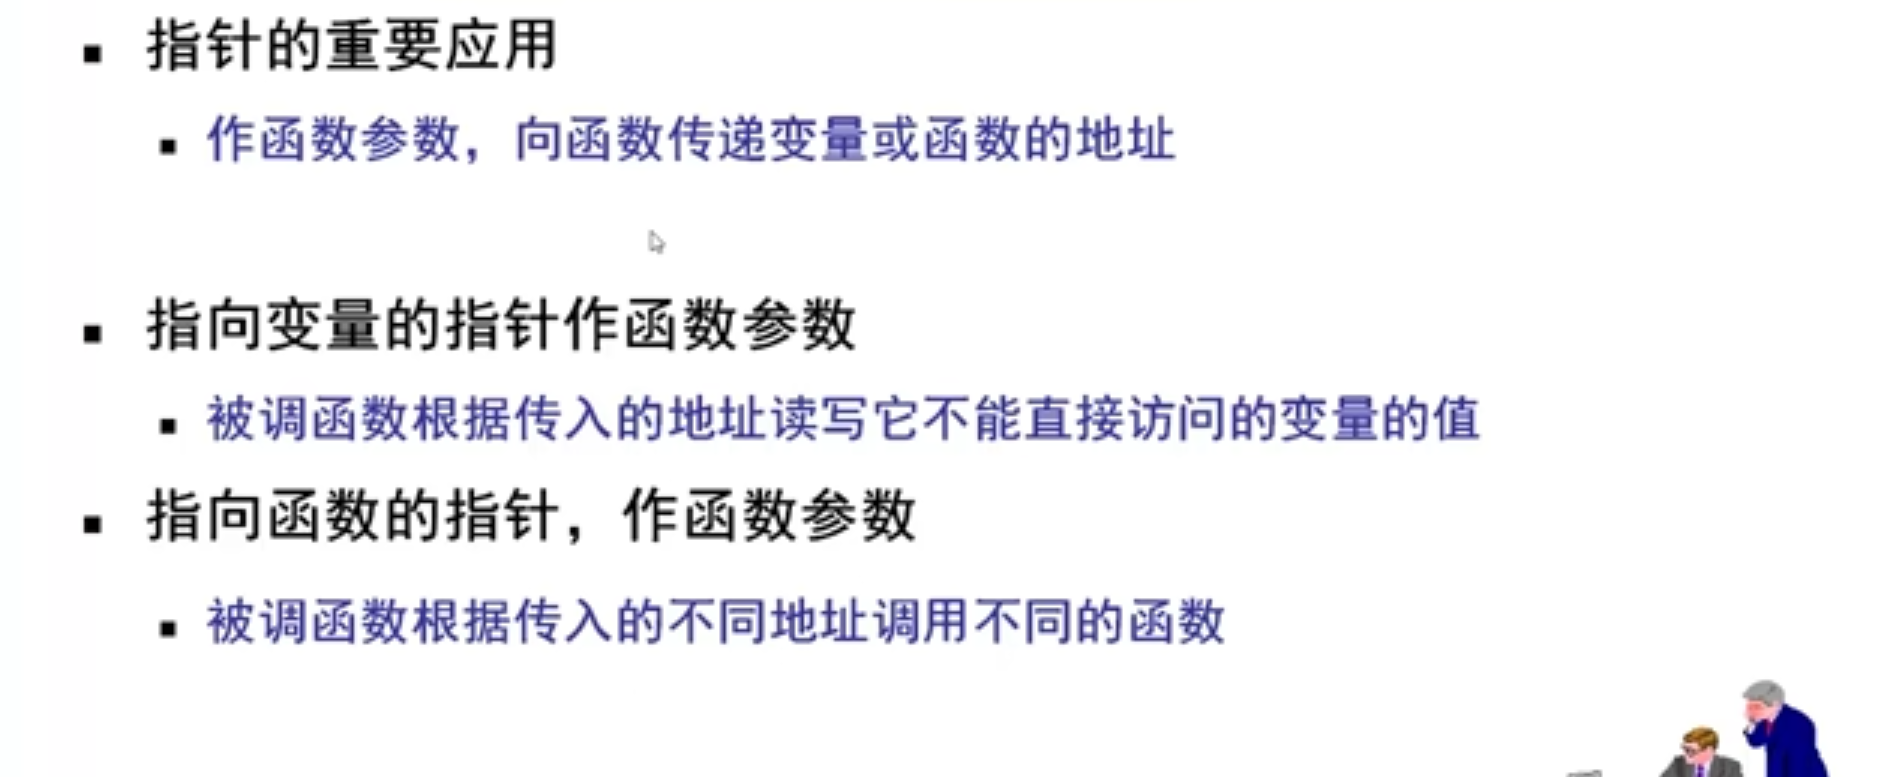 指针的重要应用
作函数参数，向函数传递变量或函数的地址
指向变量的指针作函数参数
被调函数根据传入的地址读写它不能直接访问的变量的值
指向函数的指针，作函数参数
被调函数根据传入的不同地址调用不同的函数